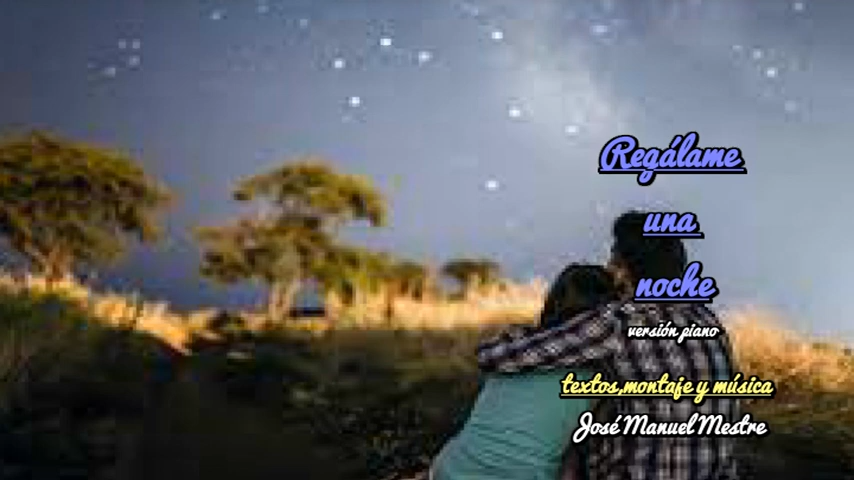 Regálame
una
noche
versión piano
textos,montaje y música
José Manuel Mestre